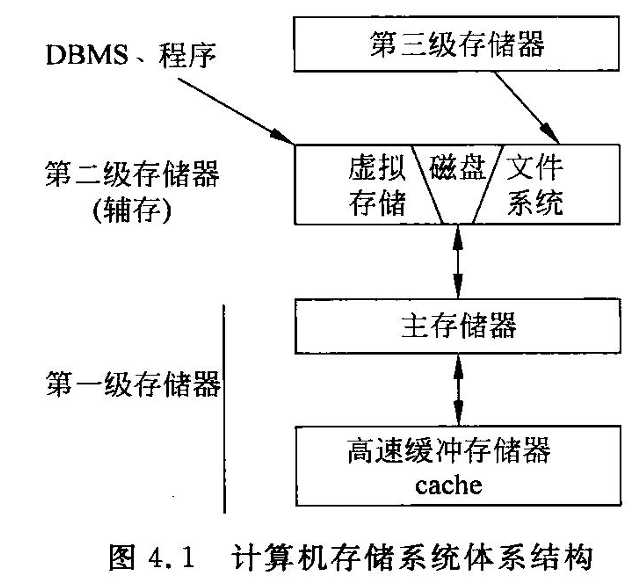 第三级存储器
DBMS、程序
虚拟
存储
磁盘
文件
系统
第二级存储器
(辅存)
主存储器
第一级存储器
高速缓冲存储器
cache
图 4.1 计算机存储系统体系结构